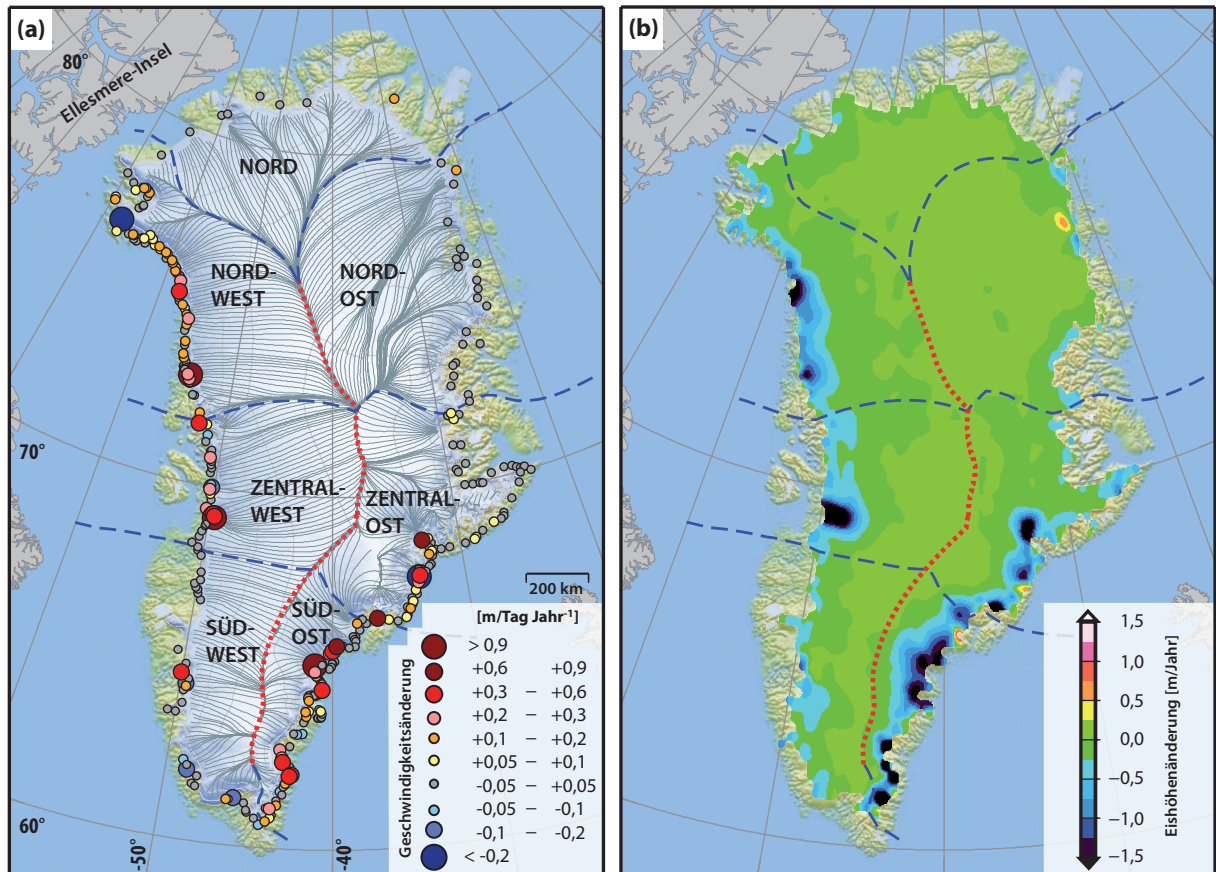 (a)
80°
Ellesmere-Insel
NORD
NORD-
WEST
NORD-
OST
70°
ZENTRAL-
WEST
ZENTRAL-
OST
SÜD-
WEST
SÜD-
OST
60°
-50°
-40°
200 km
[m/Tag Jahr⁻¹]
Geschwindigkeitsänderung
> 0,9
+0,6 +0,9
+0,3 – +0,6
+0,2 – +0,3
+0,1 – +0,2
+0,05 – +0,1
-0,05 – +0,05
-0,05 – -0,1
-0,1 – -0,2
< -0,2
(b)
1,5
1,0
0,5
0,0
−0,5
−1,0
−1,5
Eishöhenänderung [m/Jahr]